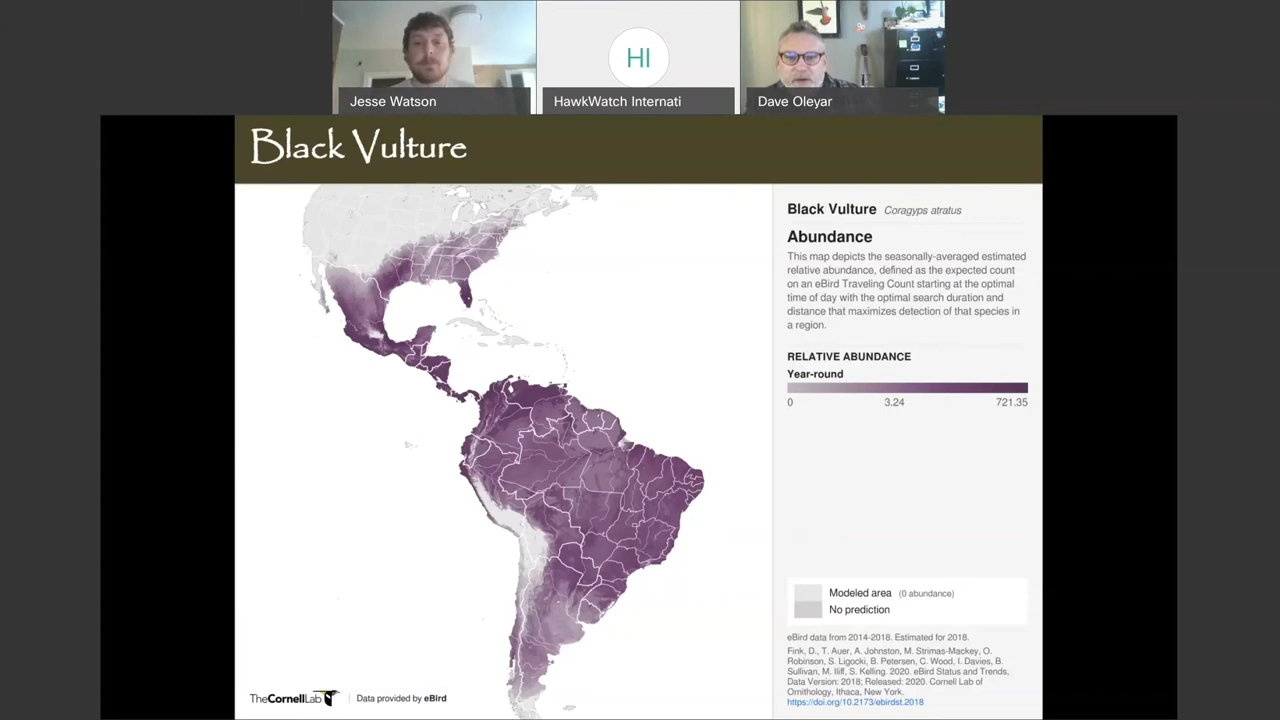 HI
Jesse Watson
HawkWatch Internati
Dave Oleyar
Black Vulture
Black Vulture Coragyps atratus
Abundance
This map depicts the seasonally-averaged estimated
relative abundance, defined as the expected count
on an eBird Traveling Count starting at the optimal
time of day with the optimal search duration and
distance that maximizes detection of that species in
a region.
RELATIVE ABUNDANCE
Year-round
0 3.24 721.35
Modeled area (0 abundance)
No prediction
eBird data from 2014-2018. Estimated for 2018.
Fink, D., T. Auer, A. Johnston, M. Strimas-Mackey, O.
Robinson, S. Ligocki, B. Petersen, C. Wood, I. Davies, B.
Sullivan, M. Iliff, S. Kelling. 2020. eBird Status and Trends,
Data Version: 2018; Released: 2020. Cornell Lab of
Ornithology, Ithaca, New York.
https://doi.org/10.2173/ebirdst.2018
TheCornellLab Data provided by eBird